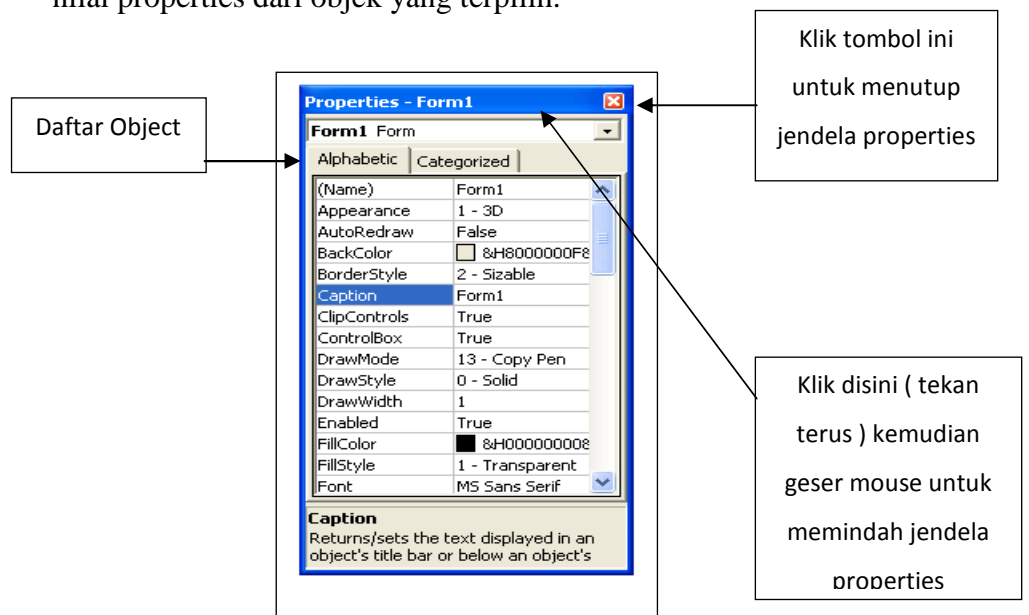 nilai properties dari objek yang terpilih.
Klik tombol ini
untuk menutup
jendela properties
Daftar Object
Properties - Form1
Form1 Form
Alphabetic Categorized
(Name) Form1
Appearance 1 - 3D
AutoRedraw False
BackColor &H8000000F&
BorderStyle 2 - Sizable
Caption Form1
ClipControls True
ControlBox True
DrawMode 13 - Copy Pen
DrawStyle 0 - Solid
DrawWidth 1
Enabled True
FillColor &H00000000&
FillStyle 1 - Transparent
Font MS Sans Serif
Caption
Returns/sets the text displayed in an
object's title bar or below an object's
Klik disini ( tekan
terus ) kemudian
geser mouse untuk
memindah jendela
properties